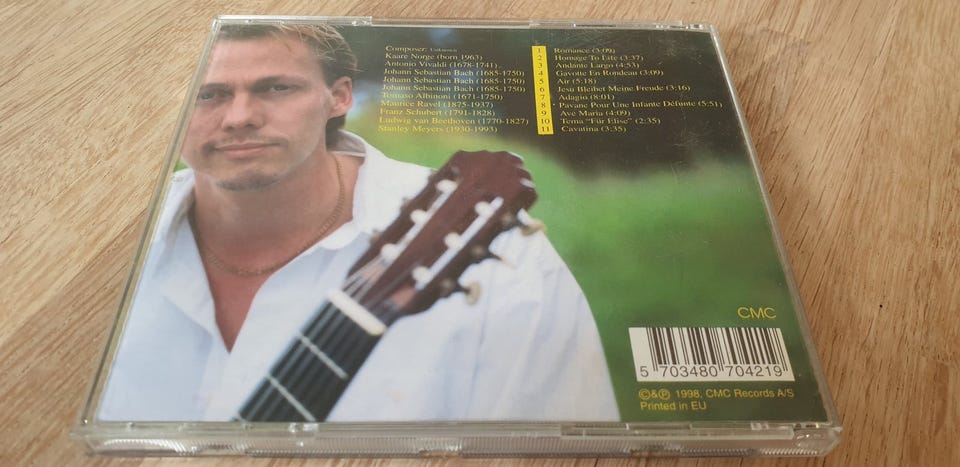 Composer: Unknown 1 Romance (3:09)
Kaare Norge (born 1963) 2 Homage To Life (3:37)
Antonio Vivaldi (1678-1741) 3 Andante Largo (4:53)
Johann Sebastian Bach (1685-1750) 4 Gavotte En Rondeau (3:09)
Johann Sebastian Bach (1685-1750) 5 Air (5:18)
Johann Sebastian Bach (1685-1750) 6 Jesu Bleibet Meine Freude (3:16)
Tomaso Albinoni (1671-1750) 7 Adagio (8:01)
Maurice Ravel (1875-1937) 8 Pavane Pour Une Infante Défunte (5:51)
Franz Schubert (1791-1828) 9 Ave Maria (4:09)
Ludwig van Beethoven (1770-1827) 10 Tema "Für Elise" (2:35)
Stanley Meyers (1930-1993) 11 Cavatina (3:35)
CMC
5 703480 704219
©&℗ 1998, CMC Records A/S
Printed in EU